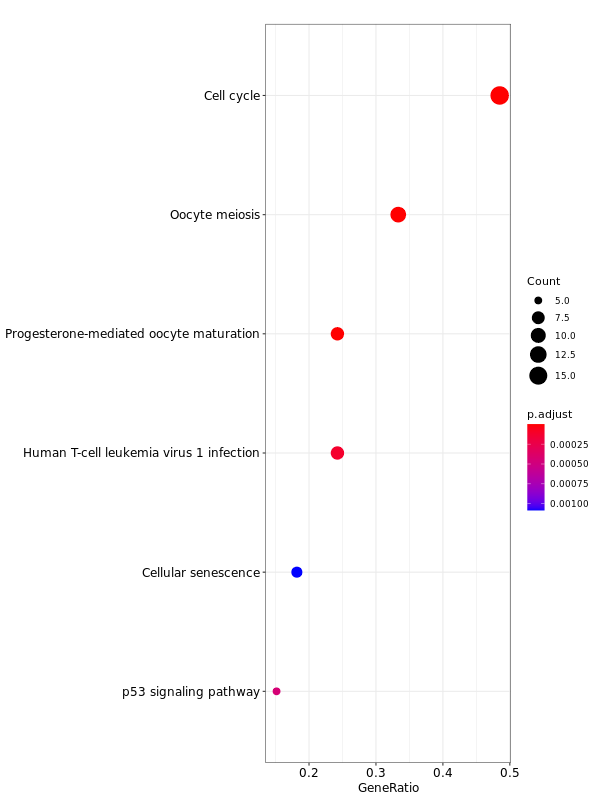 Cell cycle
Oocyte meiosis
Progesterone-mediated oocyte maturation
Human T-cell leukemia virus 1 infection
Cellular senescence
p53 signaling pathway
0.2 0.3 0.4 0.5
GeneRatio
Count
5.0
7.5
10.0
12.5
15.0
p.adjust
0.00025
0.00050
0.00075
0.00100